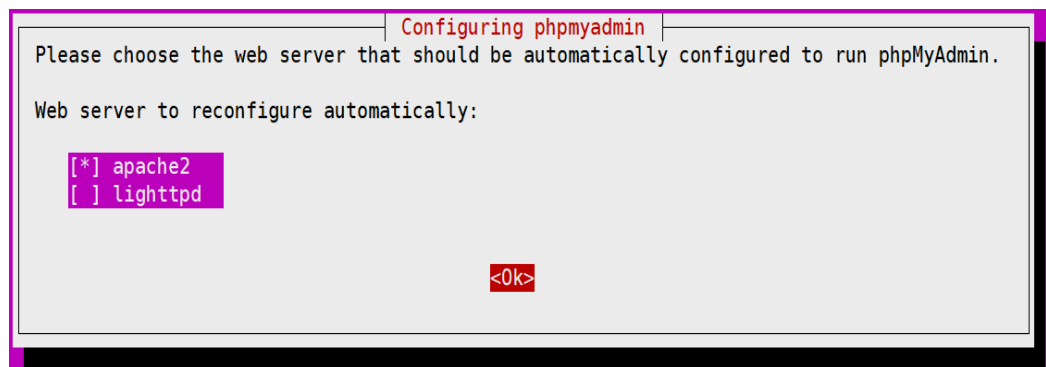 Configuring phpmyadmin
Please choose the web server that should be automatically configured to run phpMyAdmin.
Web server to reconfigure automatically:
[*] apache2
[ ] lighttpd
<Ok>